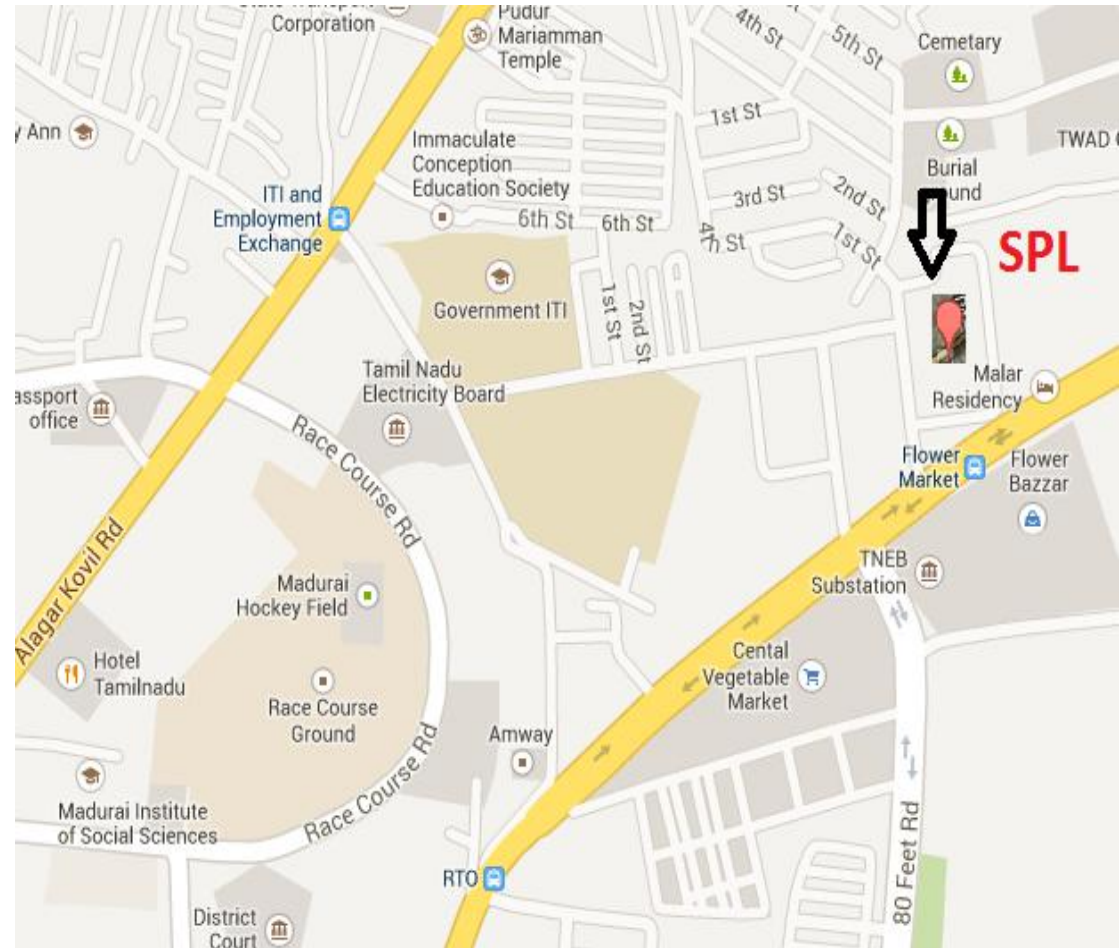 Corporation
Pudur
Mariamman
Temple
4th St
5th St
Cemetary
y Ann
Immaculate
Conception
Education Society
1st St
TWAD
Burial
und
ITI and
Employment
Exchange
6th St
6th St
3rd St
2nd St
4th St
1st St
SPL
Government ITI
1st St
2nd St
Tamil Nadu
Electricity Board
Malar
Residency
assport
office
Race Course Rd
Flower
Market
Flower
Bazzar
Alagar Kovil Rd
Madurai
Hockey Field
TNEB
Substation
Hotel
Tamilnadu
Race Course
Ground
Cental
Vegetable
Market
Amway
Race Course Rd
Madurai Institute
of Social Sciences
RTO
80 Feet Rd
District
Court